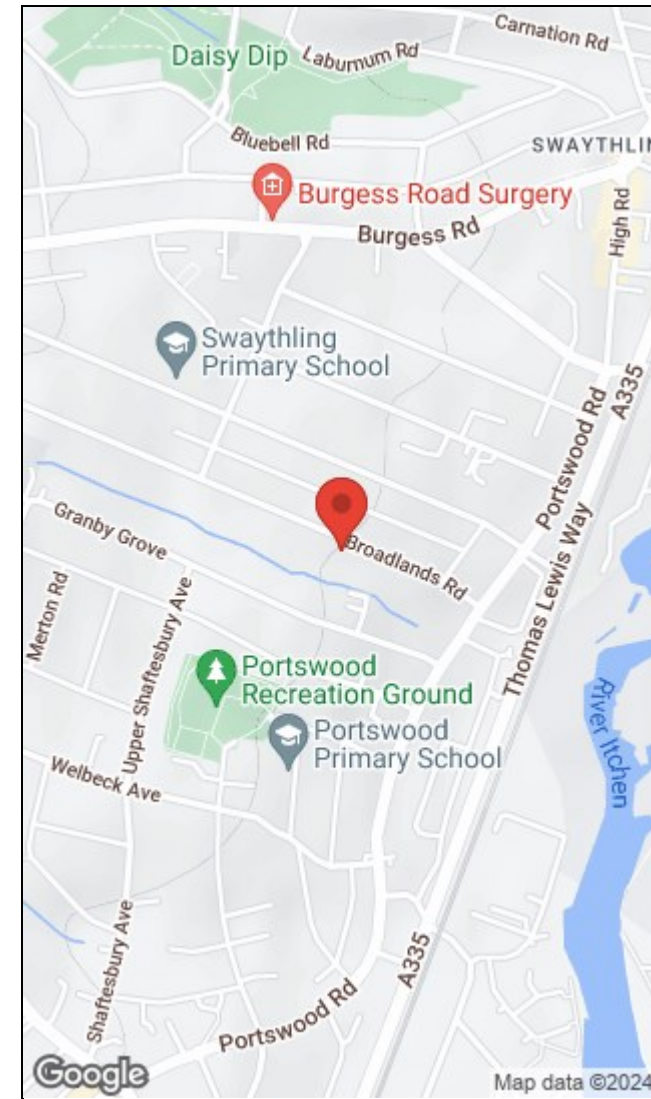 Carnation Rd
Laburnum Rd
Daisy Dip
Bluebell Rd
SWAYTHLIN
Burgess Road Surgery
High Rd
Burgess Rd
Swaythling
Primary School
Portswood Rd
A335
Granby Grove
Broadlands Rd
Thomas Lewis Way
Merton Rd
Upper Shaftesbury Ave
Portswood
Recreation Ground
River Itchen
Portswood
Primary School
Welbeck Ave
A335
Shaftesbury Ave
Portswood Rd
Google
Map data ©2024